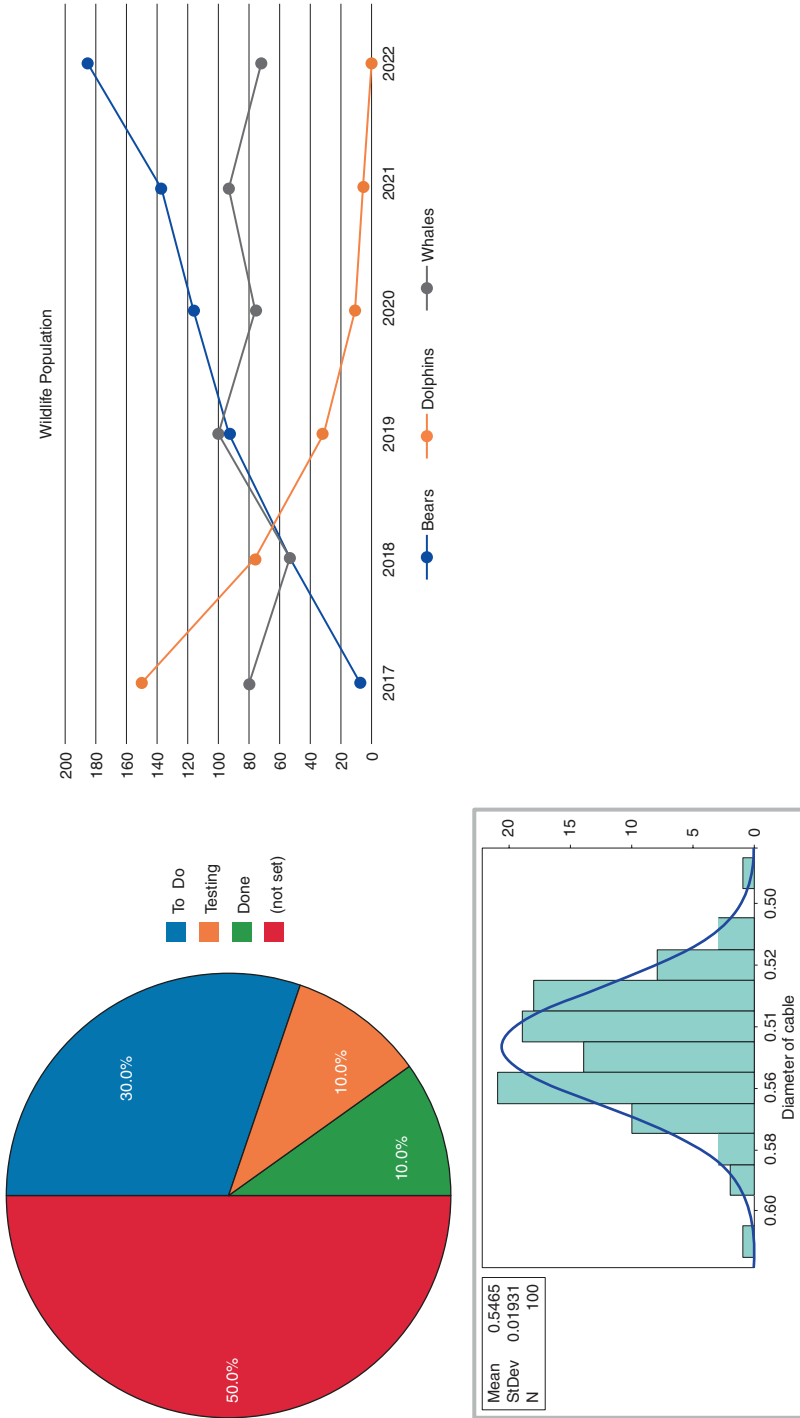 50.0%
30.0%
10.0%
10.0%
To Do
Testing
Done
(not set)
Wildlife Population
200
180
160
140
120
100
80
60
40
20
0
2017 2018 2019 2020 2021 2022
Bears Dolphins Whales
Mean 0.5465
StDev 0.01931
N 100
20
15
10
5
0
0.60 0.58 0.56 0.51 0.52 0.50
Diameter of cable